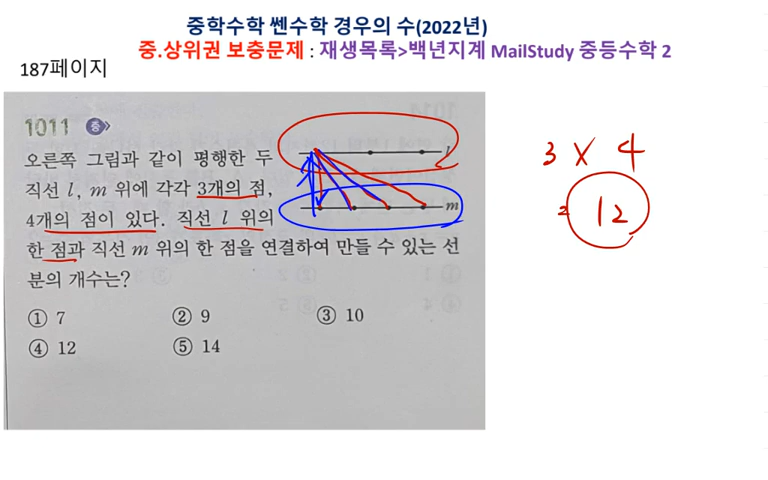 중학수학 쎈수학 경우의 수(2022년)
중.상위권 보충문제 : 재생목록>백년지계 MailStudy 중등수학 2
187페이지
1011 중
오른쪽 그림과 같이 평행한 두
직선 l, m 위에 각각 3개의 점,
4개의 점이 있다. 직선 l 위의
한 점과 직선 m 위의 한 점을 연결하여 만들 수 있는 선
분의 개수는?
① 7 ② 9 ③ 10
④ 12 ⑤ 14
l
m
3 × 4
= 12